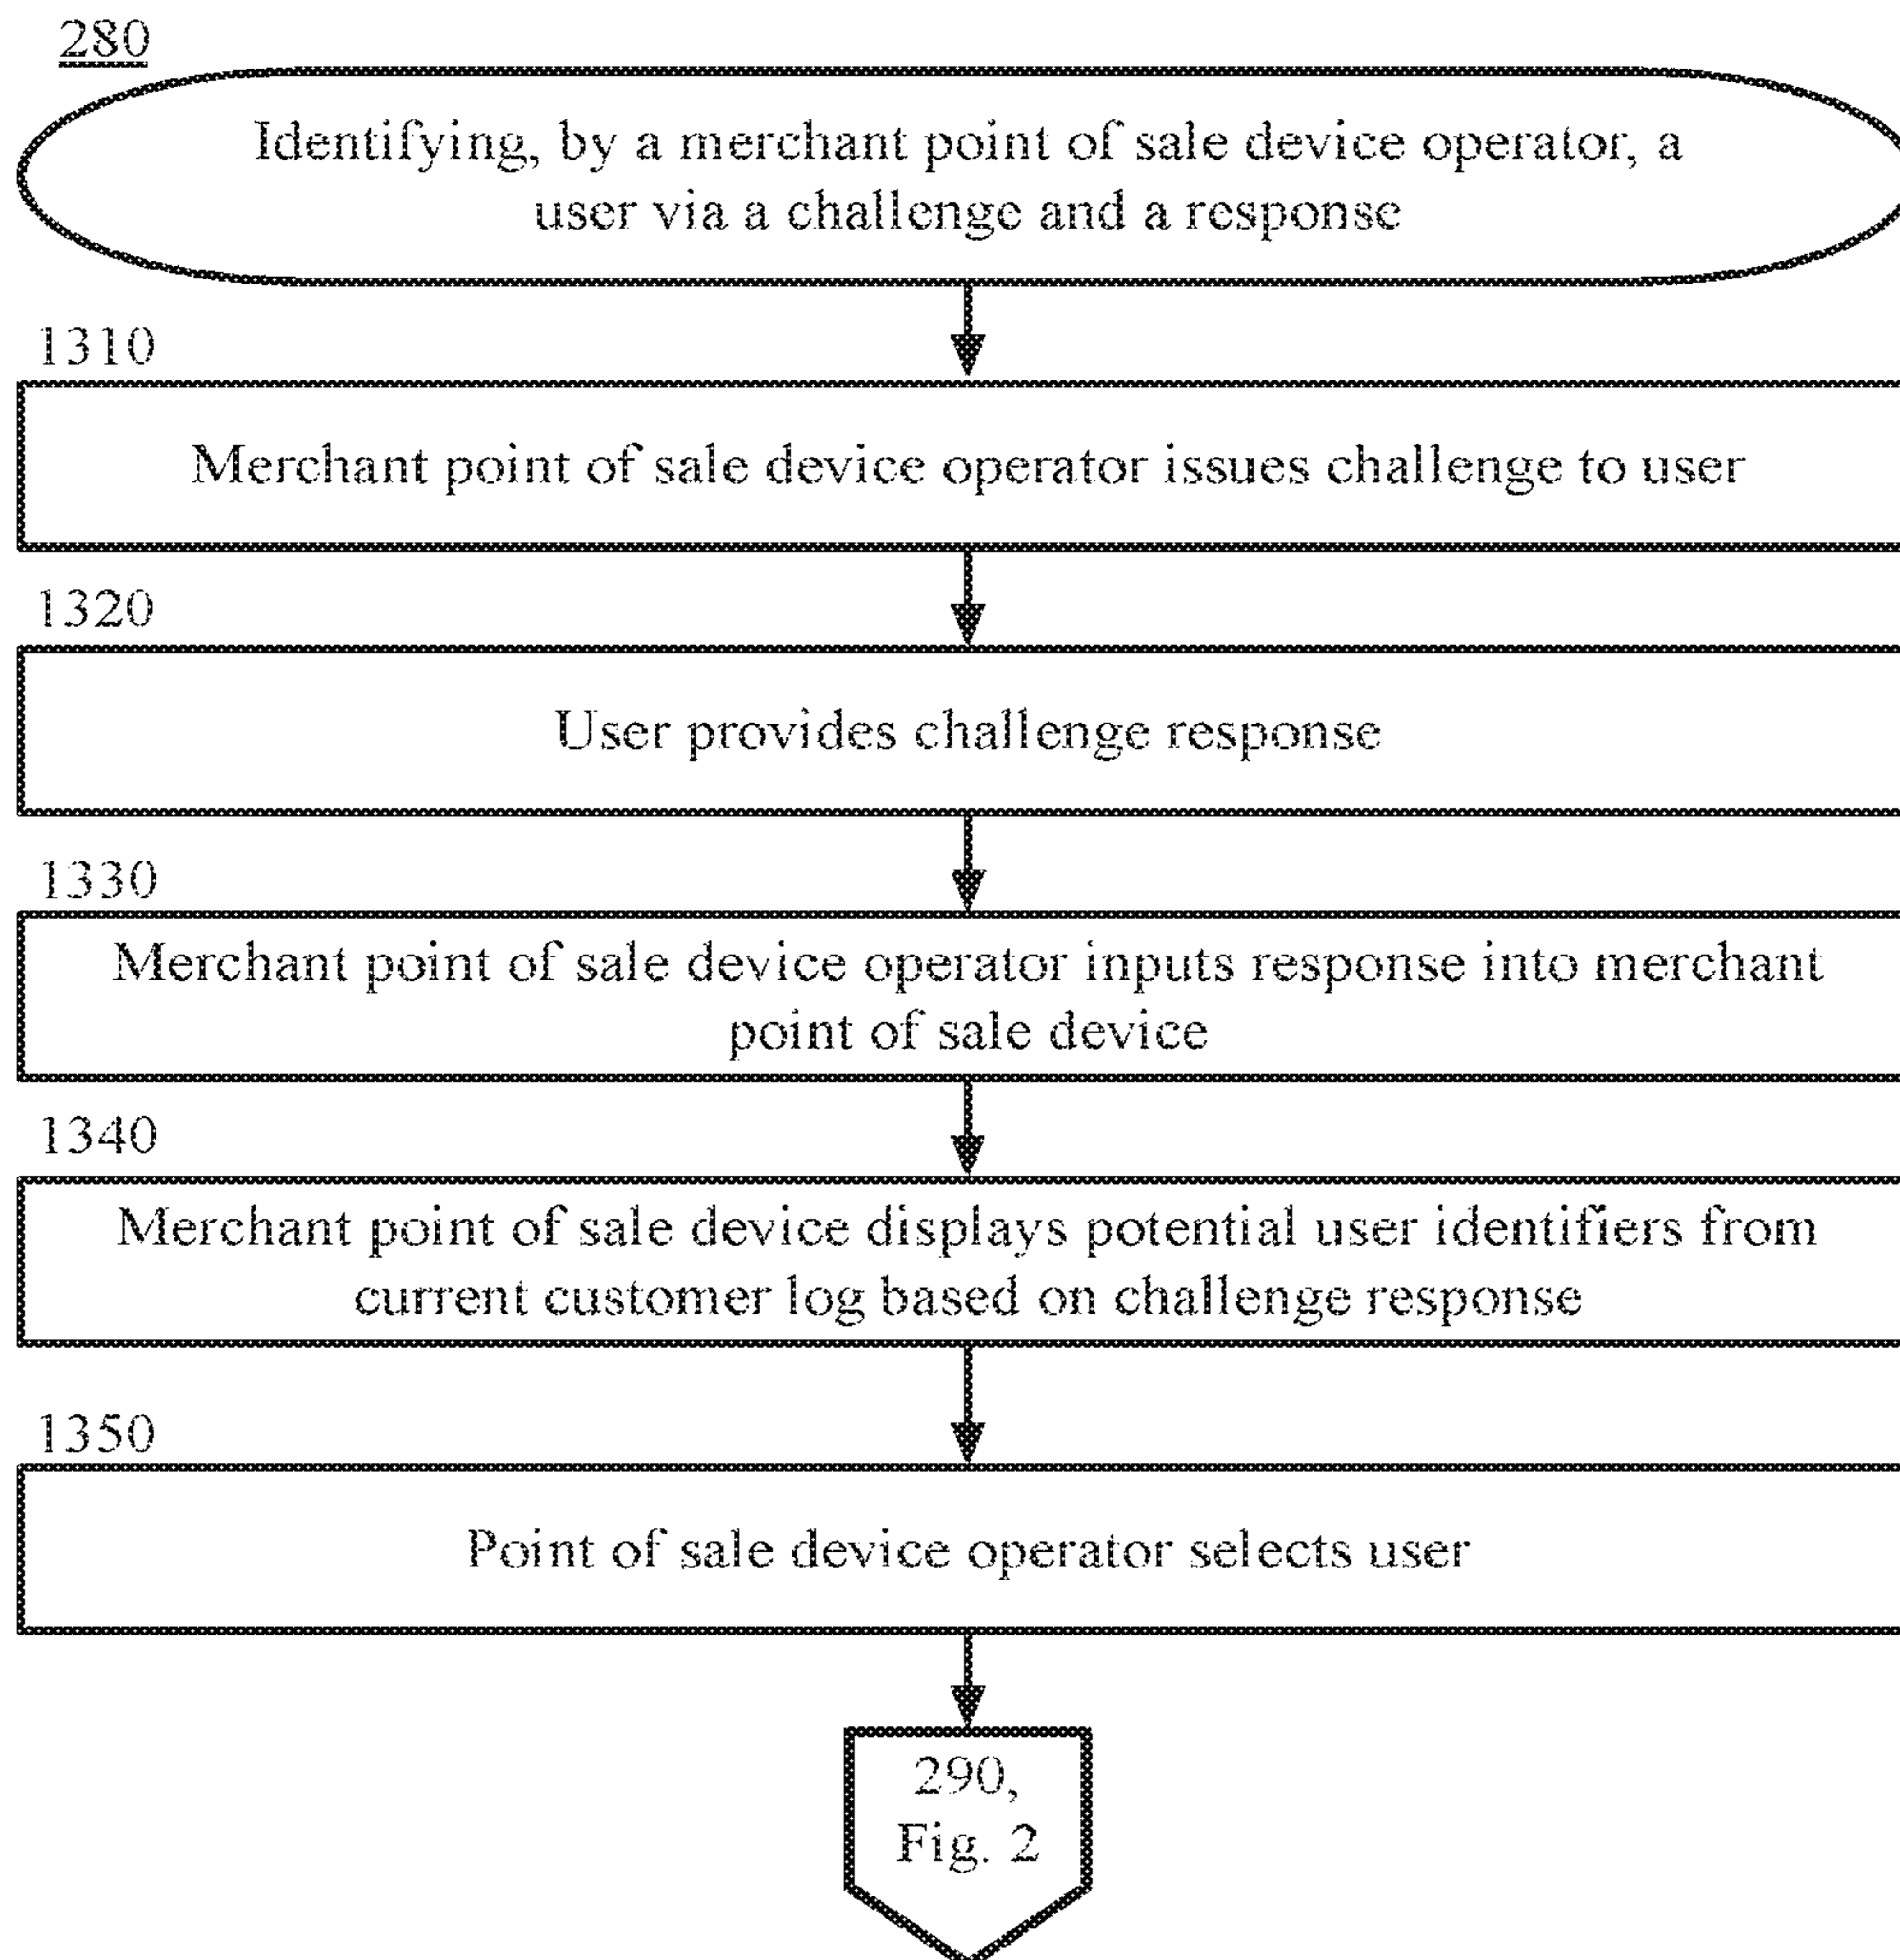 280
Identifying, by a merchant point of sale device operator, a
user via a challenge and a response
1310
Merchant point of sale device operator issues challenge to user
1320
User provides challenge response
1330
Merchant point of sale device operator inputs response into merchant
point of sale device
1340
Merchant point of sale device displays potential user identifiers from
current customer log based on challenge response
1350
Point of sale device operator selects user
290,
Fig. 2